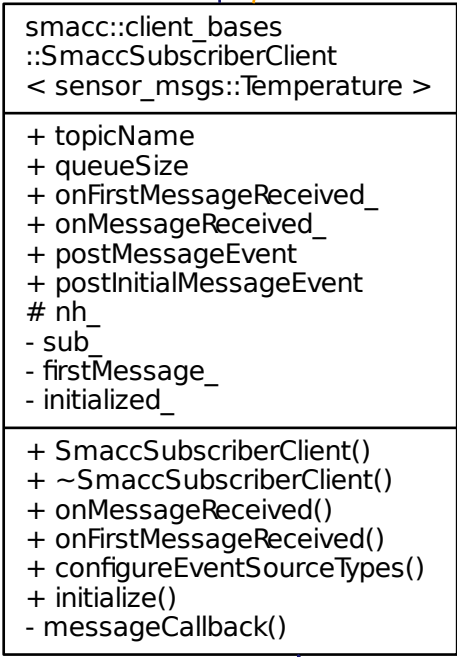 smacc::client_bases
::SmaccSubscriberClient
< sensor_msgs::Temperature >
+ topicName
+ queueSize
+ onFirstMessageReceived_
+ onMessageReceived_
+ postMessageEvent
+ postInitialMessageEvent
# nh_
- sub_
- firstMessage_
- initialized_
+ SmaccSubscriberClient()
+ ~SmaccSubscriberClient()
+ onMessageReceived()
+ onFirstMessageReceived()
+ configureEventSourceTypes()
+ initialize()
- messageCallback()